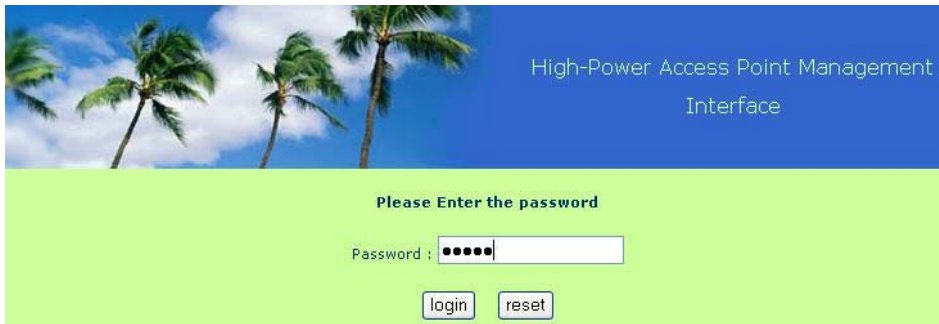 High-Power Access Point Management
Interface
Please Enter the password
Password : •••••
login reset